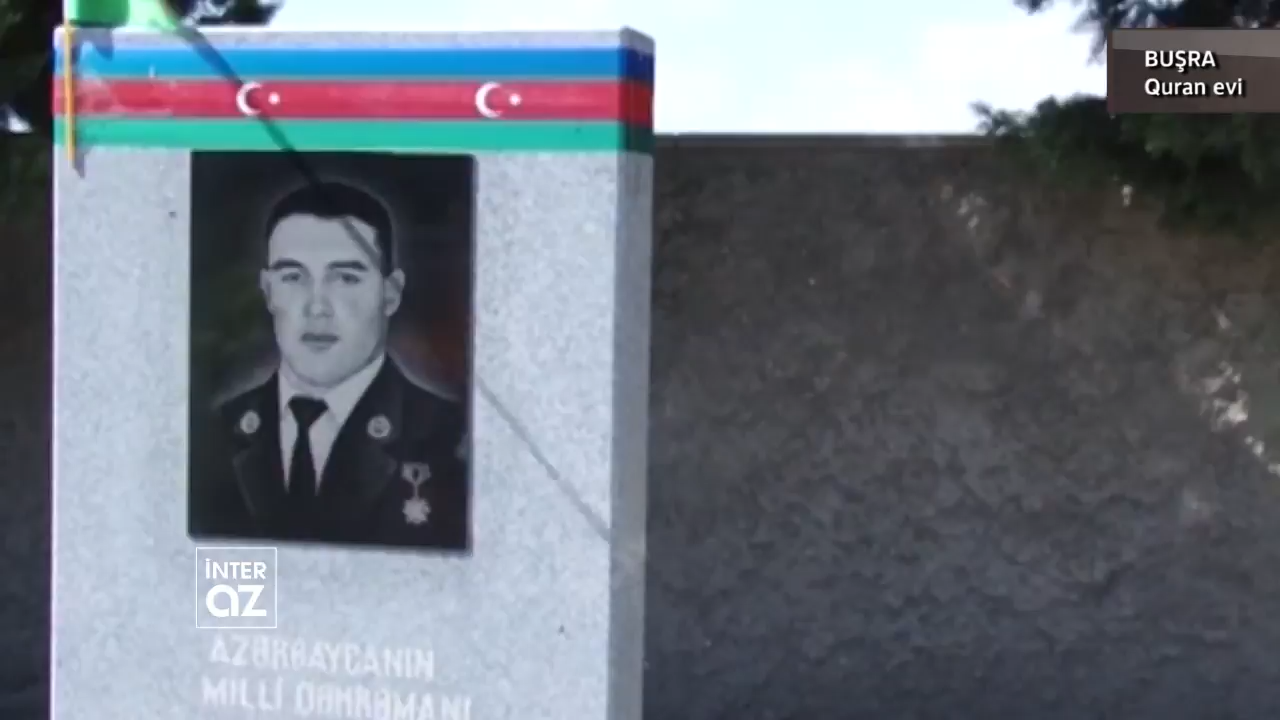 BUŞRA
Quran evi
İNTER
az
AZƏRBAYCANIN
MİLLİ QƏHRƏMANI